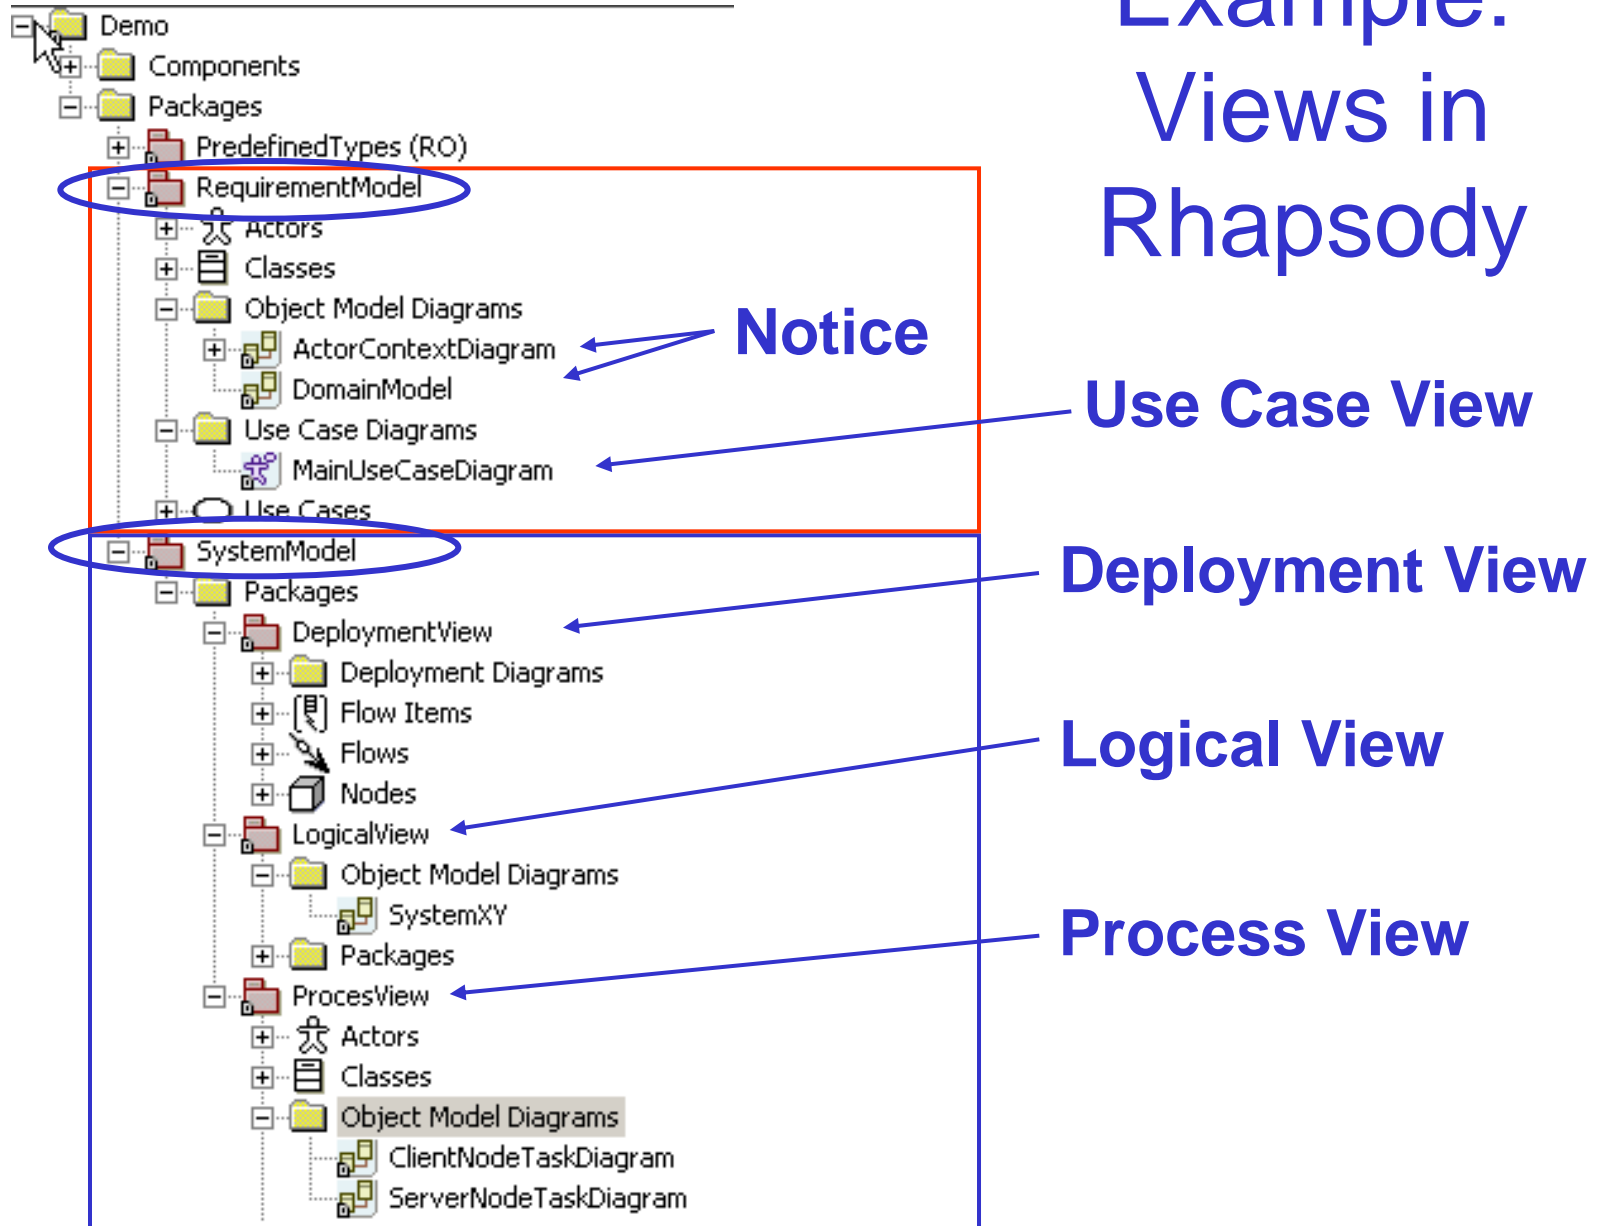 Example:
Views in
Rhapsody
Demo
Components
Packages
PredefinedTypes (RO)
RequirementModel
Actors
Classes
Object Model Diagrams
ActorContextDiagram
DomainModel
Use Case Diagrams
MainUseCaseDiagram
Use Cases
Notice
Use Case View
SystemModel
Packages
DeploymentView
Deployment Diagrams
Flow Items
Flows
Nodes
LogicalView
Object Model Diagrams
SystemXY
Packages
ProcesView
Actors
Classes
Object Model Diagrams
ClientNodeTaskDiagram
ServerNodeTaskDiagram
Deployment View
Logical View
Process View